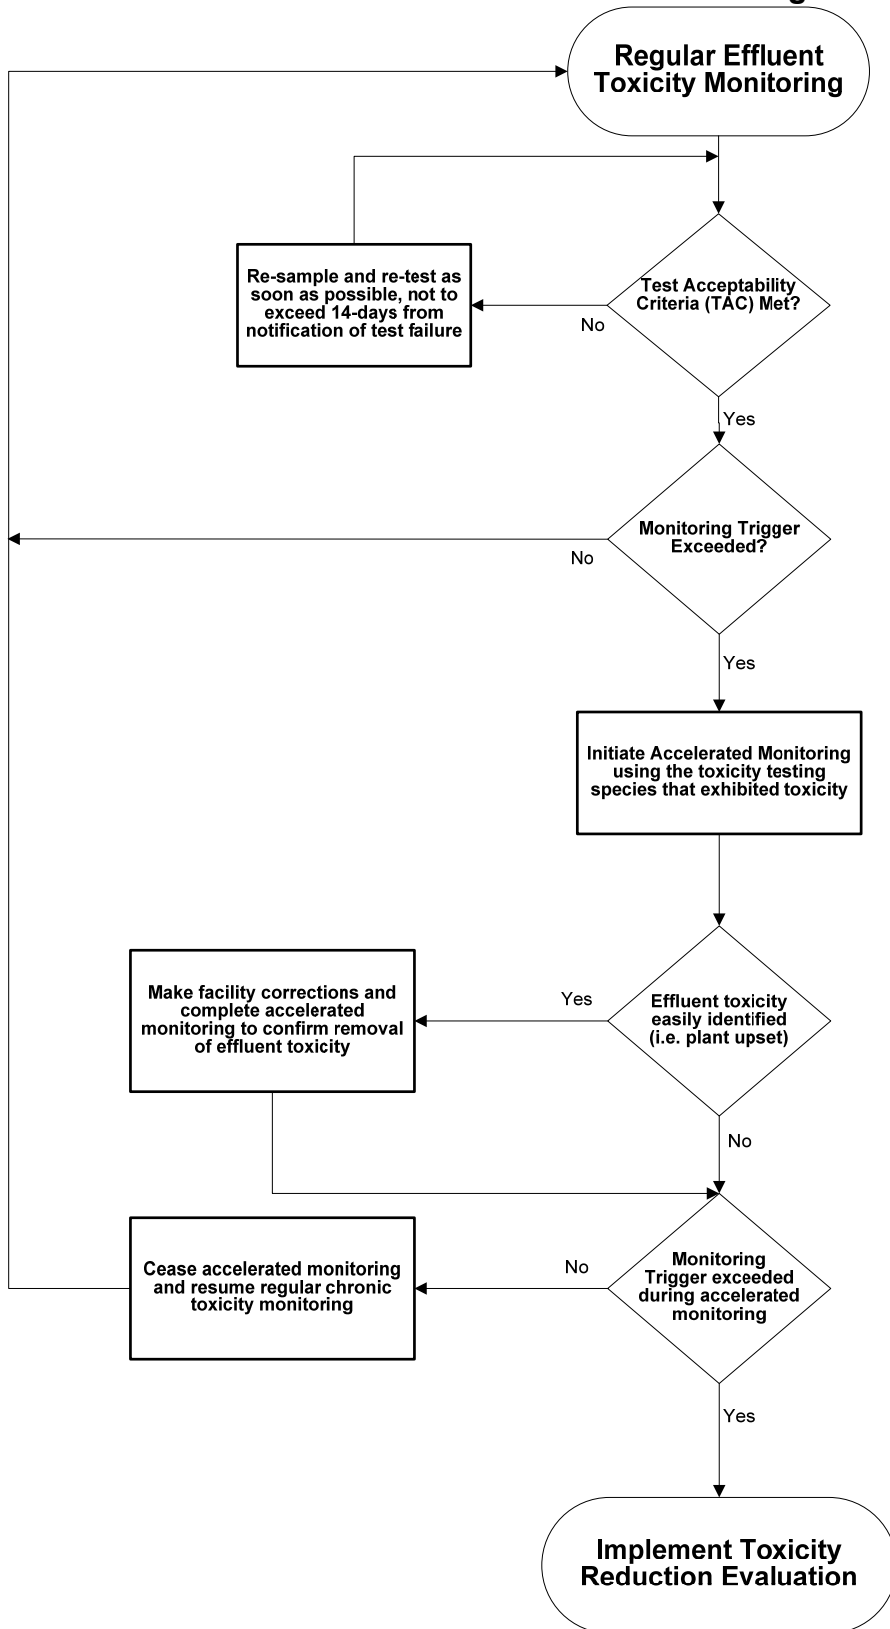 Regular Effluent
Toxicity Monitoring
Re-sample and re-test as
soon as possible, not to
exceed 14-days from
notification of test failure
Test Acceptability
Criteria (TAC) Met?
No
Yes
Monitoring Trigger
Exceeded?
No
Yes
Initiate Accelerated Monitoring
using the toxicity testing
species that exhibited toxicity
Make facility corrections and
complete accelerated
monitoring to confirm removal
of effluent toxicity
Yes
Effluent toxicity
easily identified
(i.e. plant upset)
No
Cease accelerated monitoring
and resume regular chronic
toxicity monitoring
No
Monitoring
Trigger exceeded
during accelerated
monitoring
Yes
Implement Toxicity
Reduction Evaluation